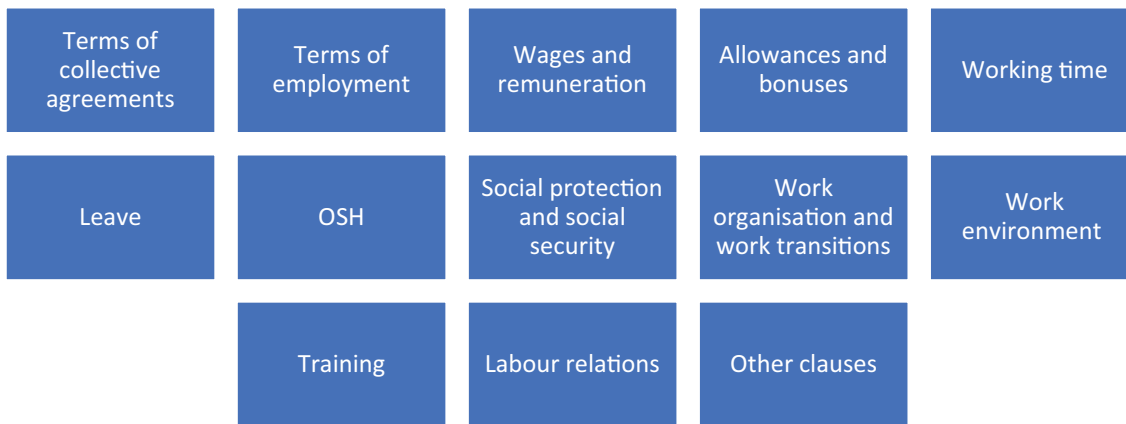 Terms of
collective
agreements
Terms of
employment
Wages and
remuneration
Allowances and
bonuses
Working time
Leave
OSH
Social protection
and social
security
Work
organisation and
work transitions
Work
environment
Training
Labour relations
Other clauses